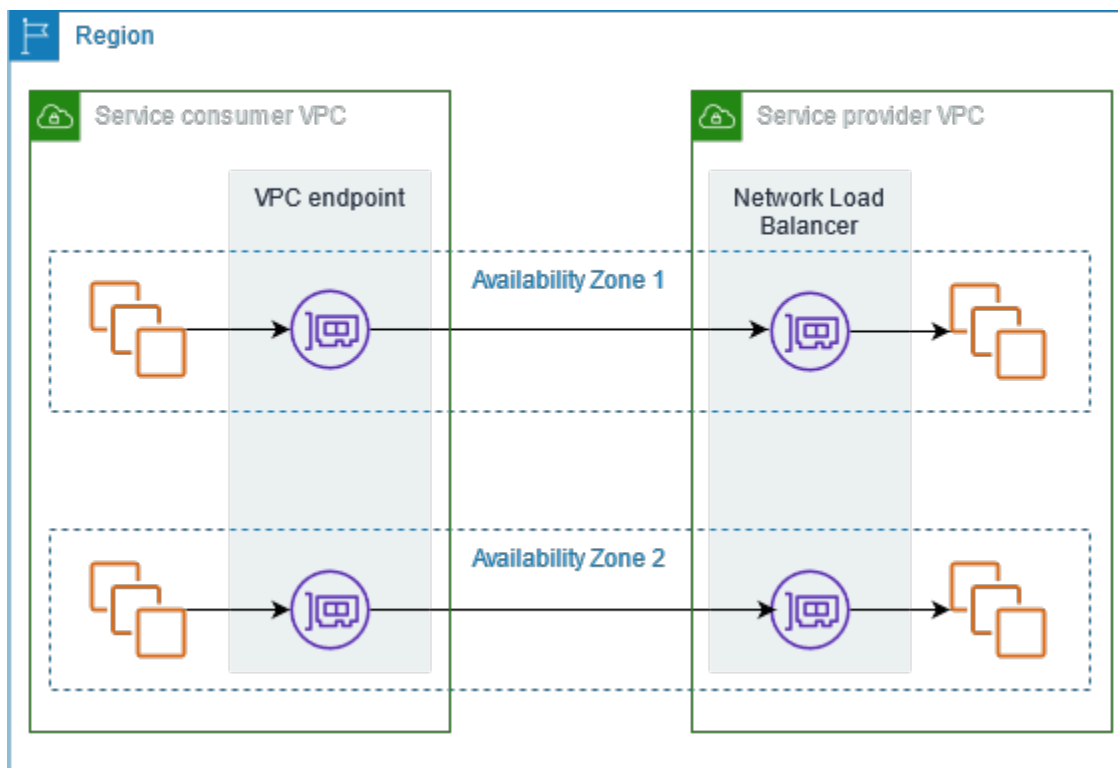 Region
Service consumer VPC
Service provider VPC
VPC endpoint
Network Load
Balancer
Availability Zone 1
Availability Zone 2